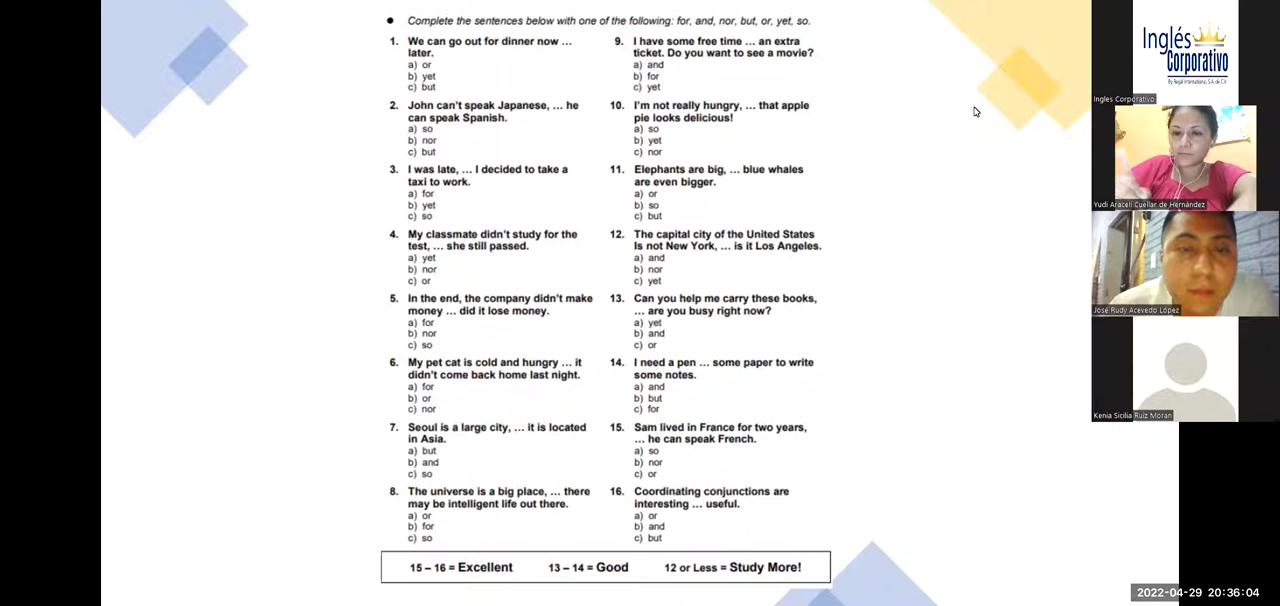 Complete the sentences below with one of the following: for, and, nor, but, or, yet, so.
1. We can go out for dinner now ...
later.
a) or
b) yet
c) but
2. John can't speak Japanese, ... he
can speak Spanish.
a) so
b) nor
c) but
3. I was late, ... I decided to take a
taxi to work.
a) for
b) yet
c) so
4. My classmate didn't study for the
test, ... she still passed.
a) yet
b) nor
c) or
5. In the end, the company didn't make
money ... did it lose money.
a) for
b) nor
c) so
6. My pet cat is cold and hungry ... it
didn't come back home last night.
a) for
b) or
c) nor
7. Seoul is a large city, ... it is located
in Asia.
a) but
b) and
c) so
8. The universe is a big place, ... there
may be intelligent life out there.
a) or
b) for
c) so
9. I have some free time ... an extra
ticket. Do you want to see a movie?
a) and
b) for
c) yet
10. I'm not really hungry, ... that apple
pie looks delicious!
a) so
b) yet
c) nor
11. Elephants are big, ... blue whales
are even bigger.
a) or
b) so
c) but
12. The capital city of the United States
Is not New York, ... is it Los Angeles.
a) and
b) nor
c) yet
13. Can you help me carry these books,
... are you busy right now?
a) yet
b) and
c) or
14. I need a pen ... some paper to write
some notes.
a) and
b) but
c) for
15. Sam lived in France for two years,
... he can speak French.
a) so
b) nor
c) or
16. Coordinating conjunctions are
interesting ... useful.
a) or
b) and
c) but
15 – 16 = Excellent 13 – 14 = Good 12 or Less = Study More!
Inglés
Corporativo
By Regal International, S.A. de C.V.
Ingles Corporativo
Yudi Araceli Cuellar de Hernández
José Rudy Acevedo López
Kenia Sicilia Ruiz Moran
2022-04-29 20:36:04